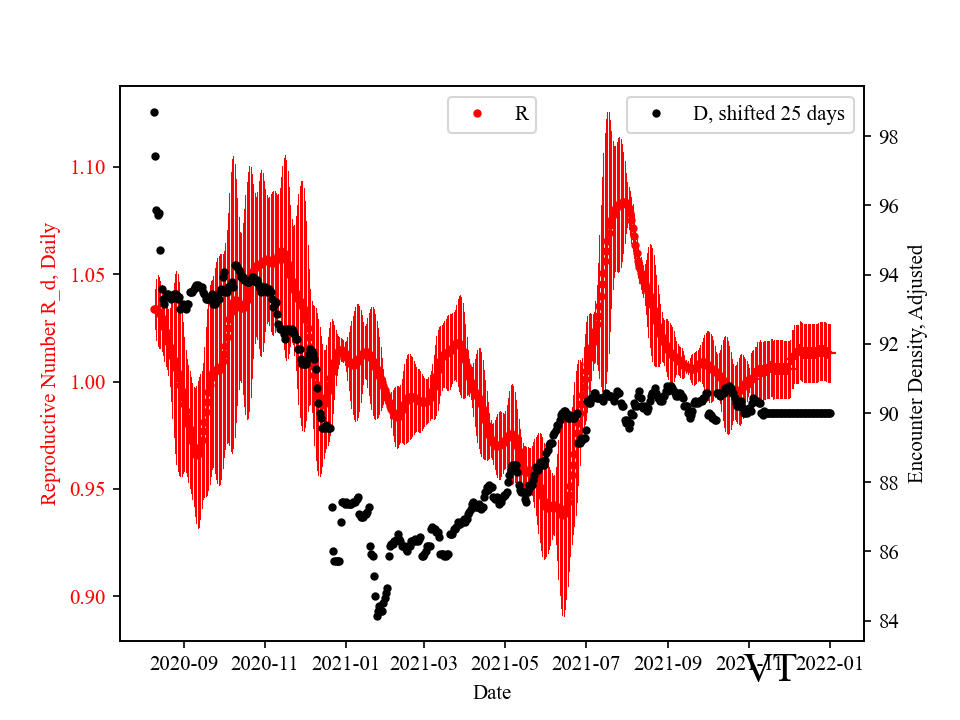 R
D, shifted 25 days
1.10
1.05
1.00
0.95
0.90
Reproductive Number R_d, Daily
98
96
94
92
90
88
86
84
Encounter Density, Adjusted
2020-09 2020-11 2021-01 2021-03 2021-05 2021-07 2021-09 2021-11 2022-01
VT
Date